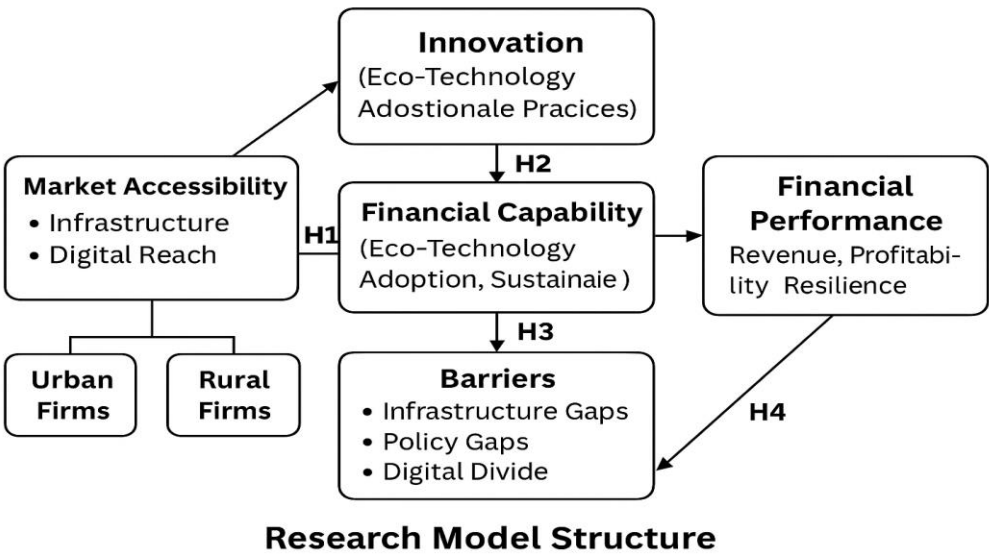 Innovation
(Eco-Technology
Adostionale Pracices)
H2
Market Accessibility
• Infrastructure
• Digital Reach
H1
Financial Capability
(Eco-Technology
Adoption, Sustainaie )
Financial
Performance
Revenue, Profitabi-
lity Resilience
Urban
Firms
Rural
Firms
H3
Barriers
• Infrastructure Gaps
• Policy Gaps
• Digital Divide
H4
Research Model Structure